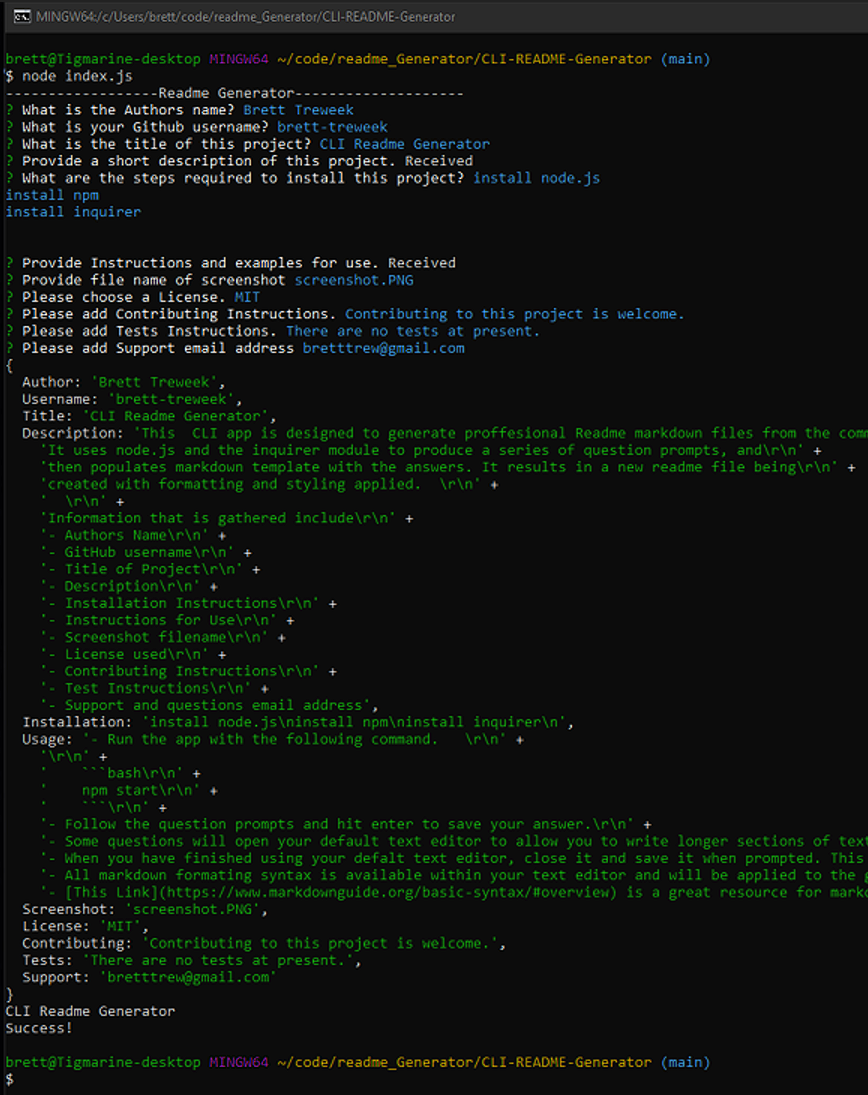 MINGW64:/c/Users/brett/code/readme_Generator/CLI-README-Generator
brett@Tigmarine-desktop MINGW64 ~/code/readme_Generator/CLI-README-Generator (main)
$ node index.js
------------------Readme Generator--------------------
? What is the Authors name? Brett Treweek
? What is your Github username? brett-treweek
? What is the title of this project? CLI Readme Generator
? Provide a short description of this project. Received
? What are the steps required to install this project? install node.js
install npm
install inquirer
? Provide Instructions and examples for use. Received
? Provide file name of screenshot screenshot.PNG
? Please choose a License. MIT
? Please add Contributing Instructions. Contributing to this project is welcome.
? Please add Tests Instructions. There are no tests at present.
? Please add Support email address bretttrew@gmail.com
{
  Author: 'Brett Treweek',
  Username: 'brett-treweek',
  Title: 'CLI Readme Generator',
  Description: 'This  CLI app is designed to generate proffesional Readme markdown files from the com
    'It uses node.js and the inquirer module to produce a series of question prompts, and\r\n' +
    'then populates markdown template with the answers. It results in a new readme file being\r\n' +
    'created with formatting and styling applied.  \r\n' +
    '  \r\n' +
    'Information that is gathered include\r\n' +
    '- Authors Name\r\n' +
    '- GitHub username\r\n' +
    '- Title of Project\r\n' +
    '- Description\r\n' +
    '- Installation Instructions\r\n' +
    '- Instructions for Use\r\n' +
    '- Screenshot filename\r\n' +
    '- License used\r\n' +
    '- Contributing Instructions\r\n' +
    '- Test Instructions\r\n' +
    '- Support and questions email address',
  Installation: 'install node.js\ninstall npm\ninstall inquirer\n',
  Usage: '- Run the app with the following command.   \r\n' +
    '\r\n' +
    '    ```bash\r\n' +
    '    npm start\r\n' +
    '    ```\r\n' +
    '- Follow the question prompts and hit enter to save your answer.\r\n' +
    '- Some questions will open your default text editor to allow you to write longer sections of text
    '- When you have finished using your defalt text editor, close it and save it when prompted. This
    '- All markdown formating syntax is available within your text editor and will be applied to the g
    '- [This Link](https://www.markdownguide.org/basic-syntax/#overview) is a great resource for mark
  Screenshot: 'screenshot.PNG',
  License: 'MIT',
  Contributing: 'Contributing to this project is welcome.',
  Tests: 'There are no tests at present.',
  Support: 'bretttrew@gmail.com'
}
CLI Readme Generator
Success!
brett@Tigmarine-desktop MINGW64 ~/code/readme_Generator/CLI-README-Generator (main)
$